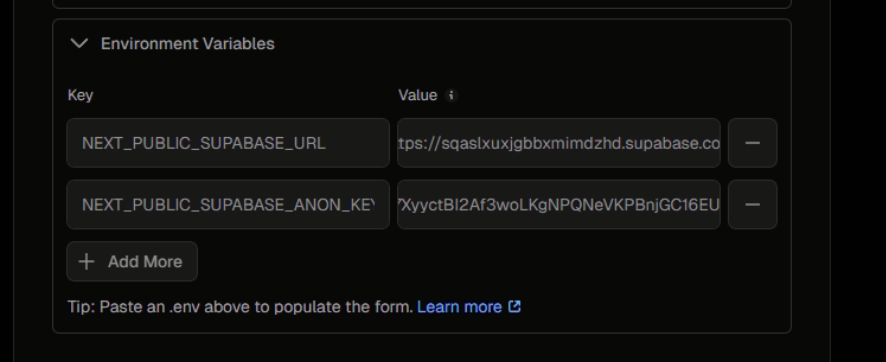 Environment Variables
Key Value
NEXT_PUBLIC_SUPABASE_URL tps://sqaslxuxjgbbxmimdzhd.supabase.co
NEXT_PUBLIC_SUPABASE_ANON_KEY XyyctBI2Af3woLKgNPQNeVKPBnjGC16EU
Add More
Tip: Paste an .env above to populate the form. Learn more